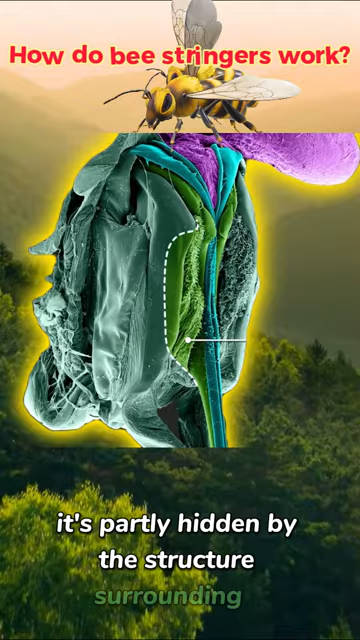 How do bee stringers work?
it's partly hidden by
the structure
surrounding